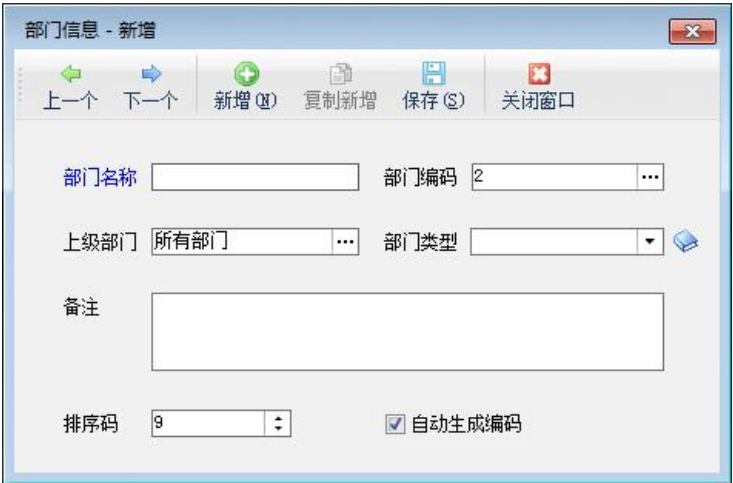 部门信息 - 新增
上一个 下一个 新增(N) 复制新增 保存(S) 关闭窗口
部门名称 部门编码 2 ...
上级部门 所有部门 ... 部门类型
备注
排序码 9 自动生成编码